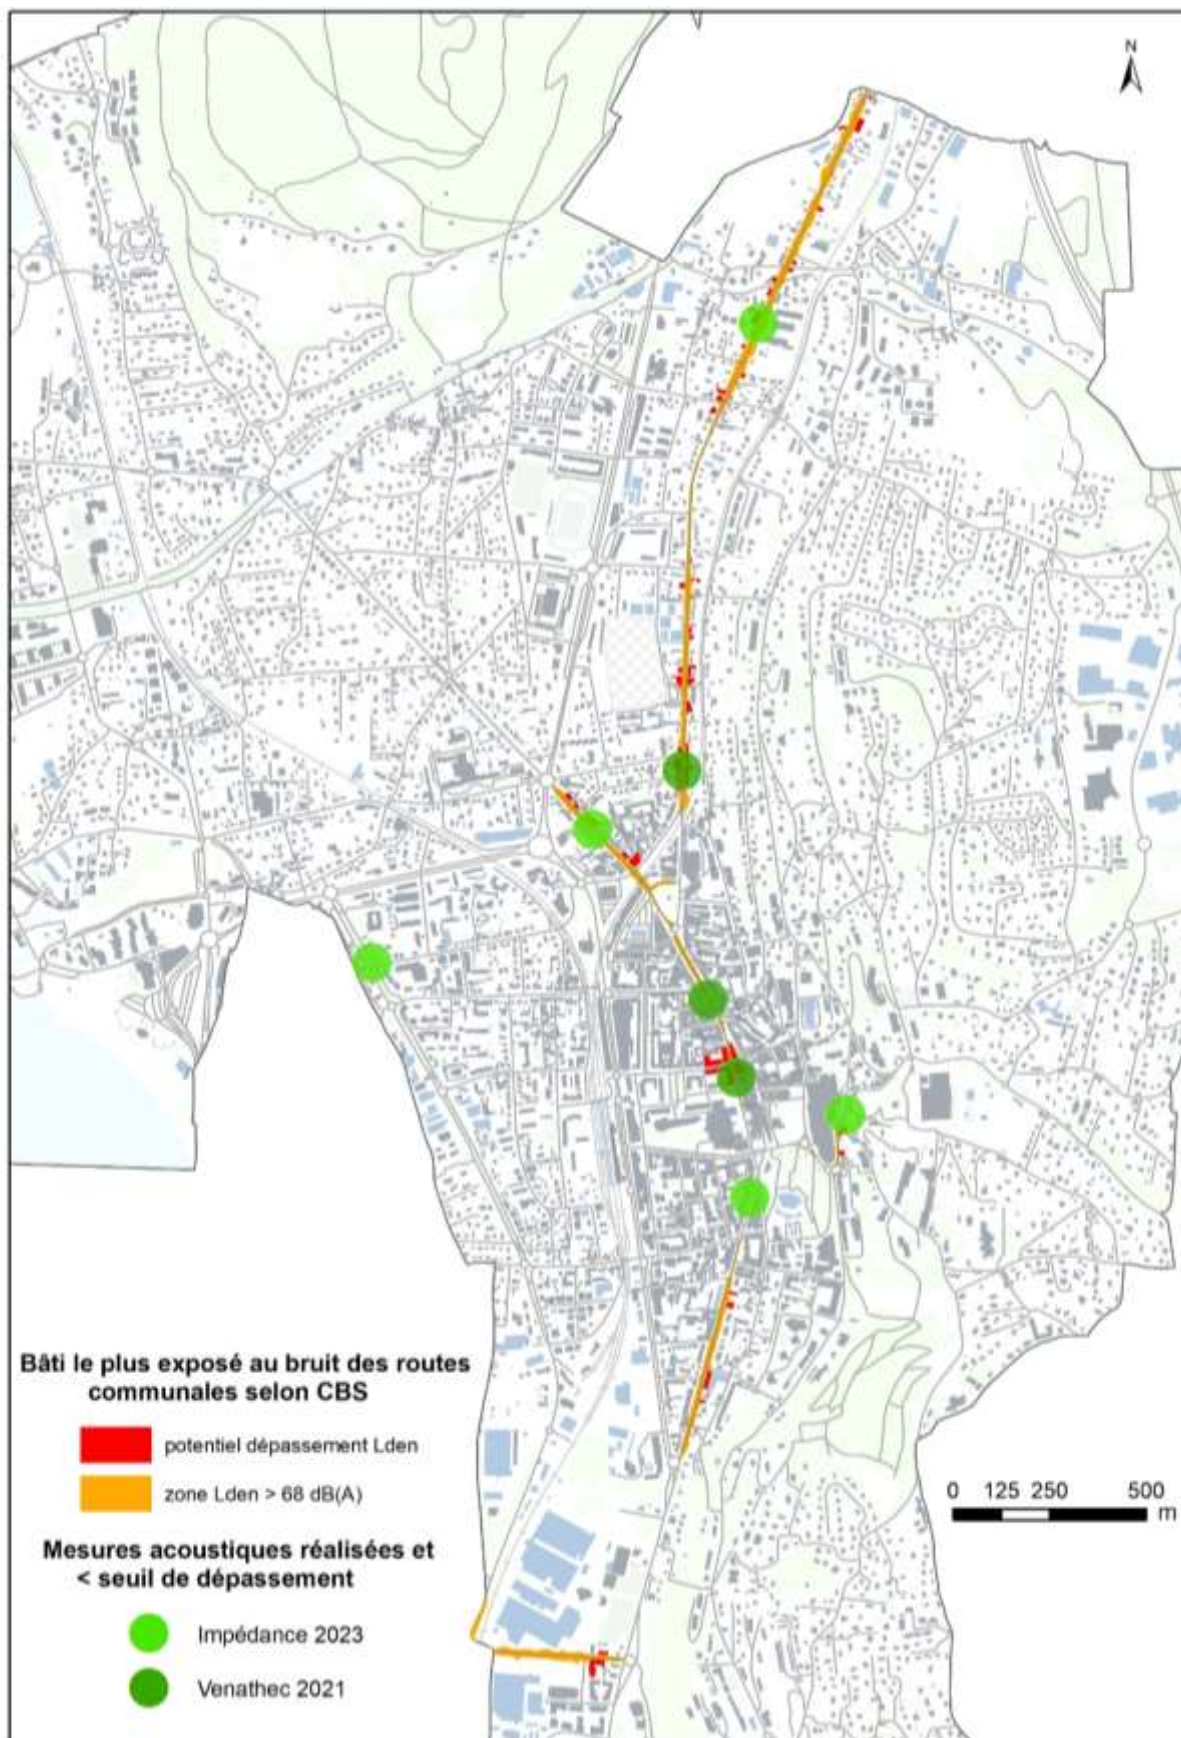 N
Bâti le plus exposé au bruit des routes
communales selon CBS
potentiel dépassement Lden
zone Lden > 68 dB(A)
Mesures acoustiques réalisées et
< seuil de dépassement
Impédance 2023
Venathec 2021
0 125 250 500
m